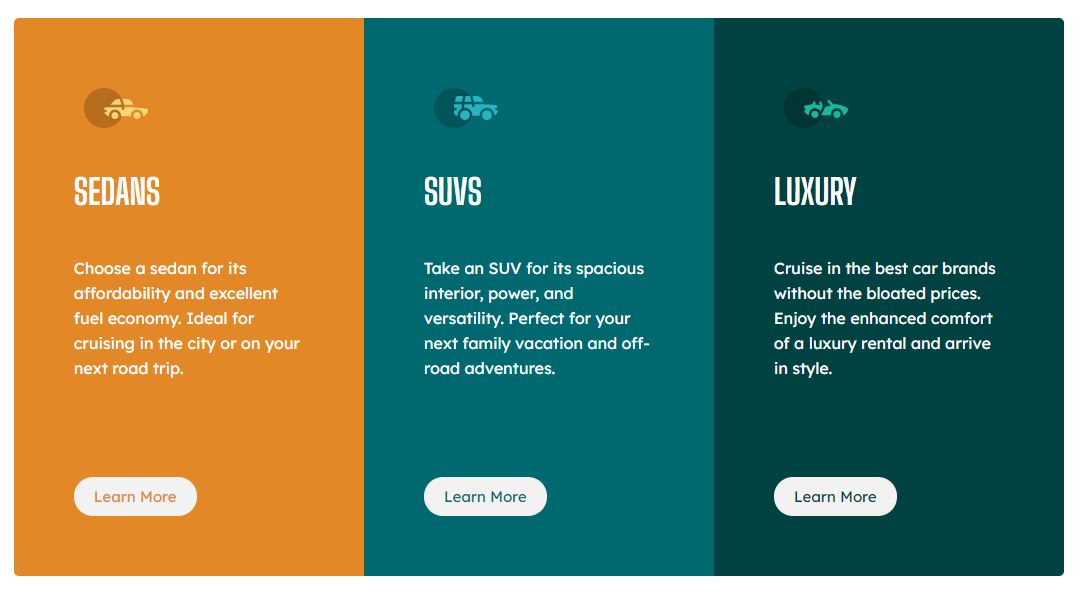 SEDANS
Choose a sedan for its
affordability and excellent
fuel economy. Ideal for
cruising in the city or on your
next road trip.
Learn More
SUVS
Take an SUV for its spacious
interior, power, and
versatility. Perfect for your
next family vacation and off-
road adventures.
Learn More
LUXURY
Cruise in the best car brands
without the bloated prices.
Enjoy the enhanced comfort
of a luxury rental and arrive
in style.
Learn More